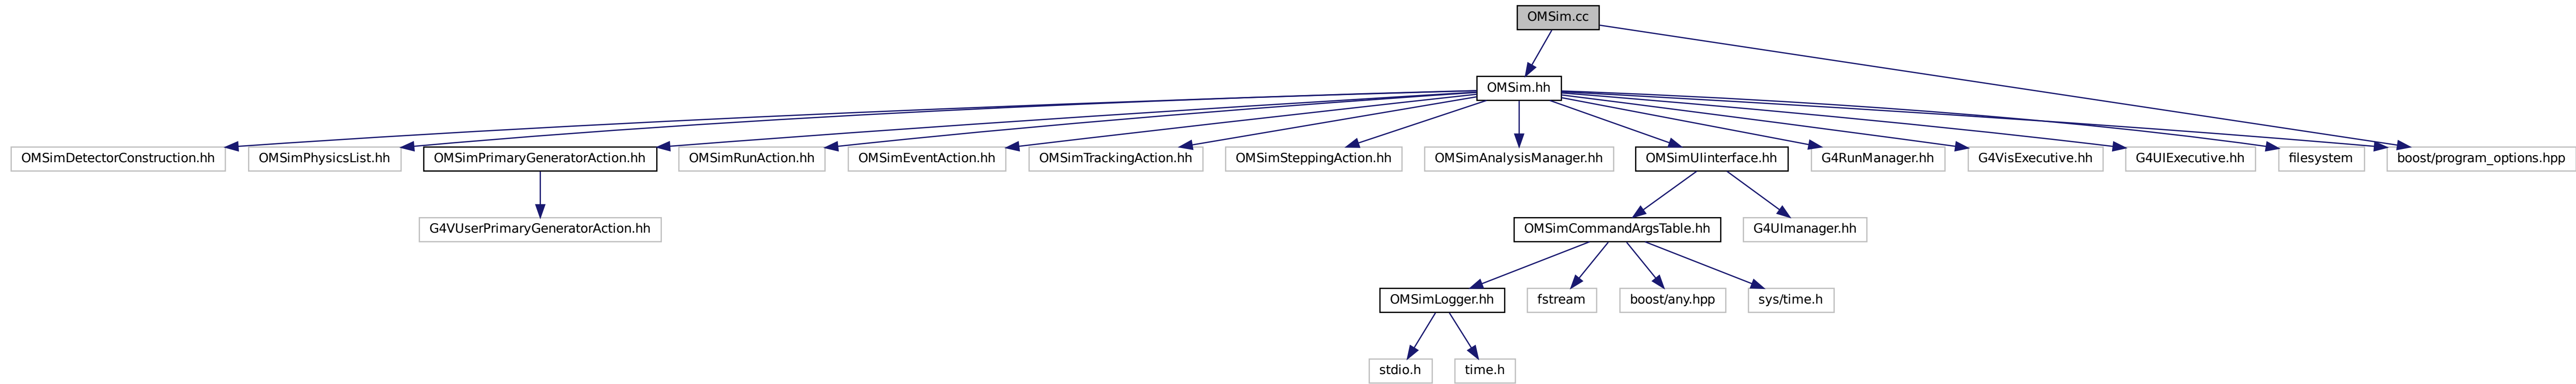 OMSim.cc
OMSim.hh
OMSimDetectorConstruction.hh
OMSimPhysicsList.hh
OMSimPrimaryGeneratorAction.hh
OMSimRunAction.hh
OMSimEventAction.hh
OMSimTrackingAction.hh
OMSimSteppingAction.hh
OMSimAnalysisManager.hh
OMSimUIinterface.hh
G4RunManager.hh
G4VisExecutive.hh
G4UIExecutive.hh
filesystem
boost/program_options.hpp
G4VUserPrimaryGeneratorAction.hh
OMSimCommandArgsTable.hh
G4UImanager.hh
OMSimLogger.hh
fstream
boost/any.hpp
sys/time.h
stdio.h
time.h